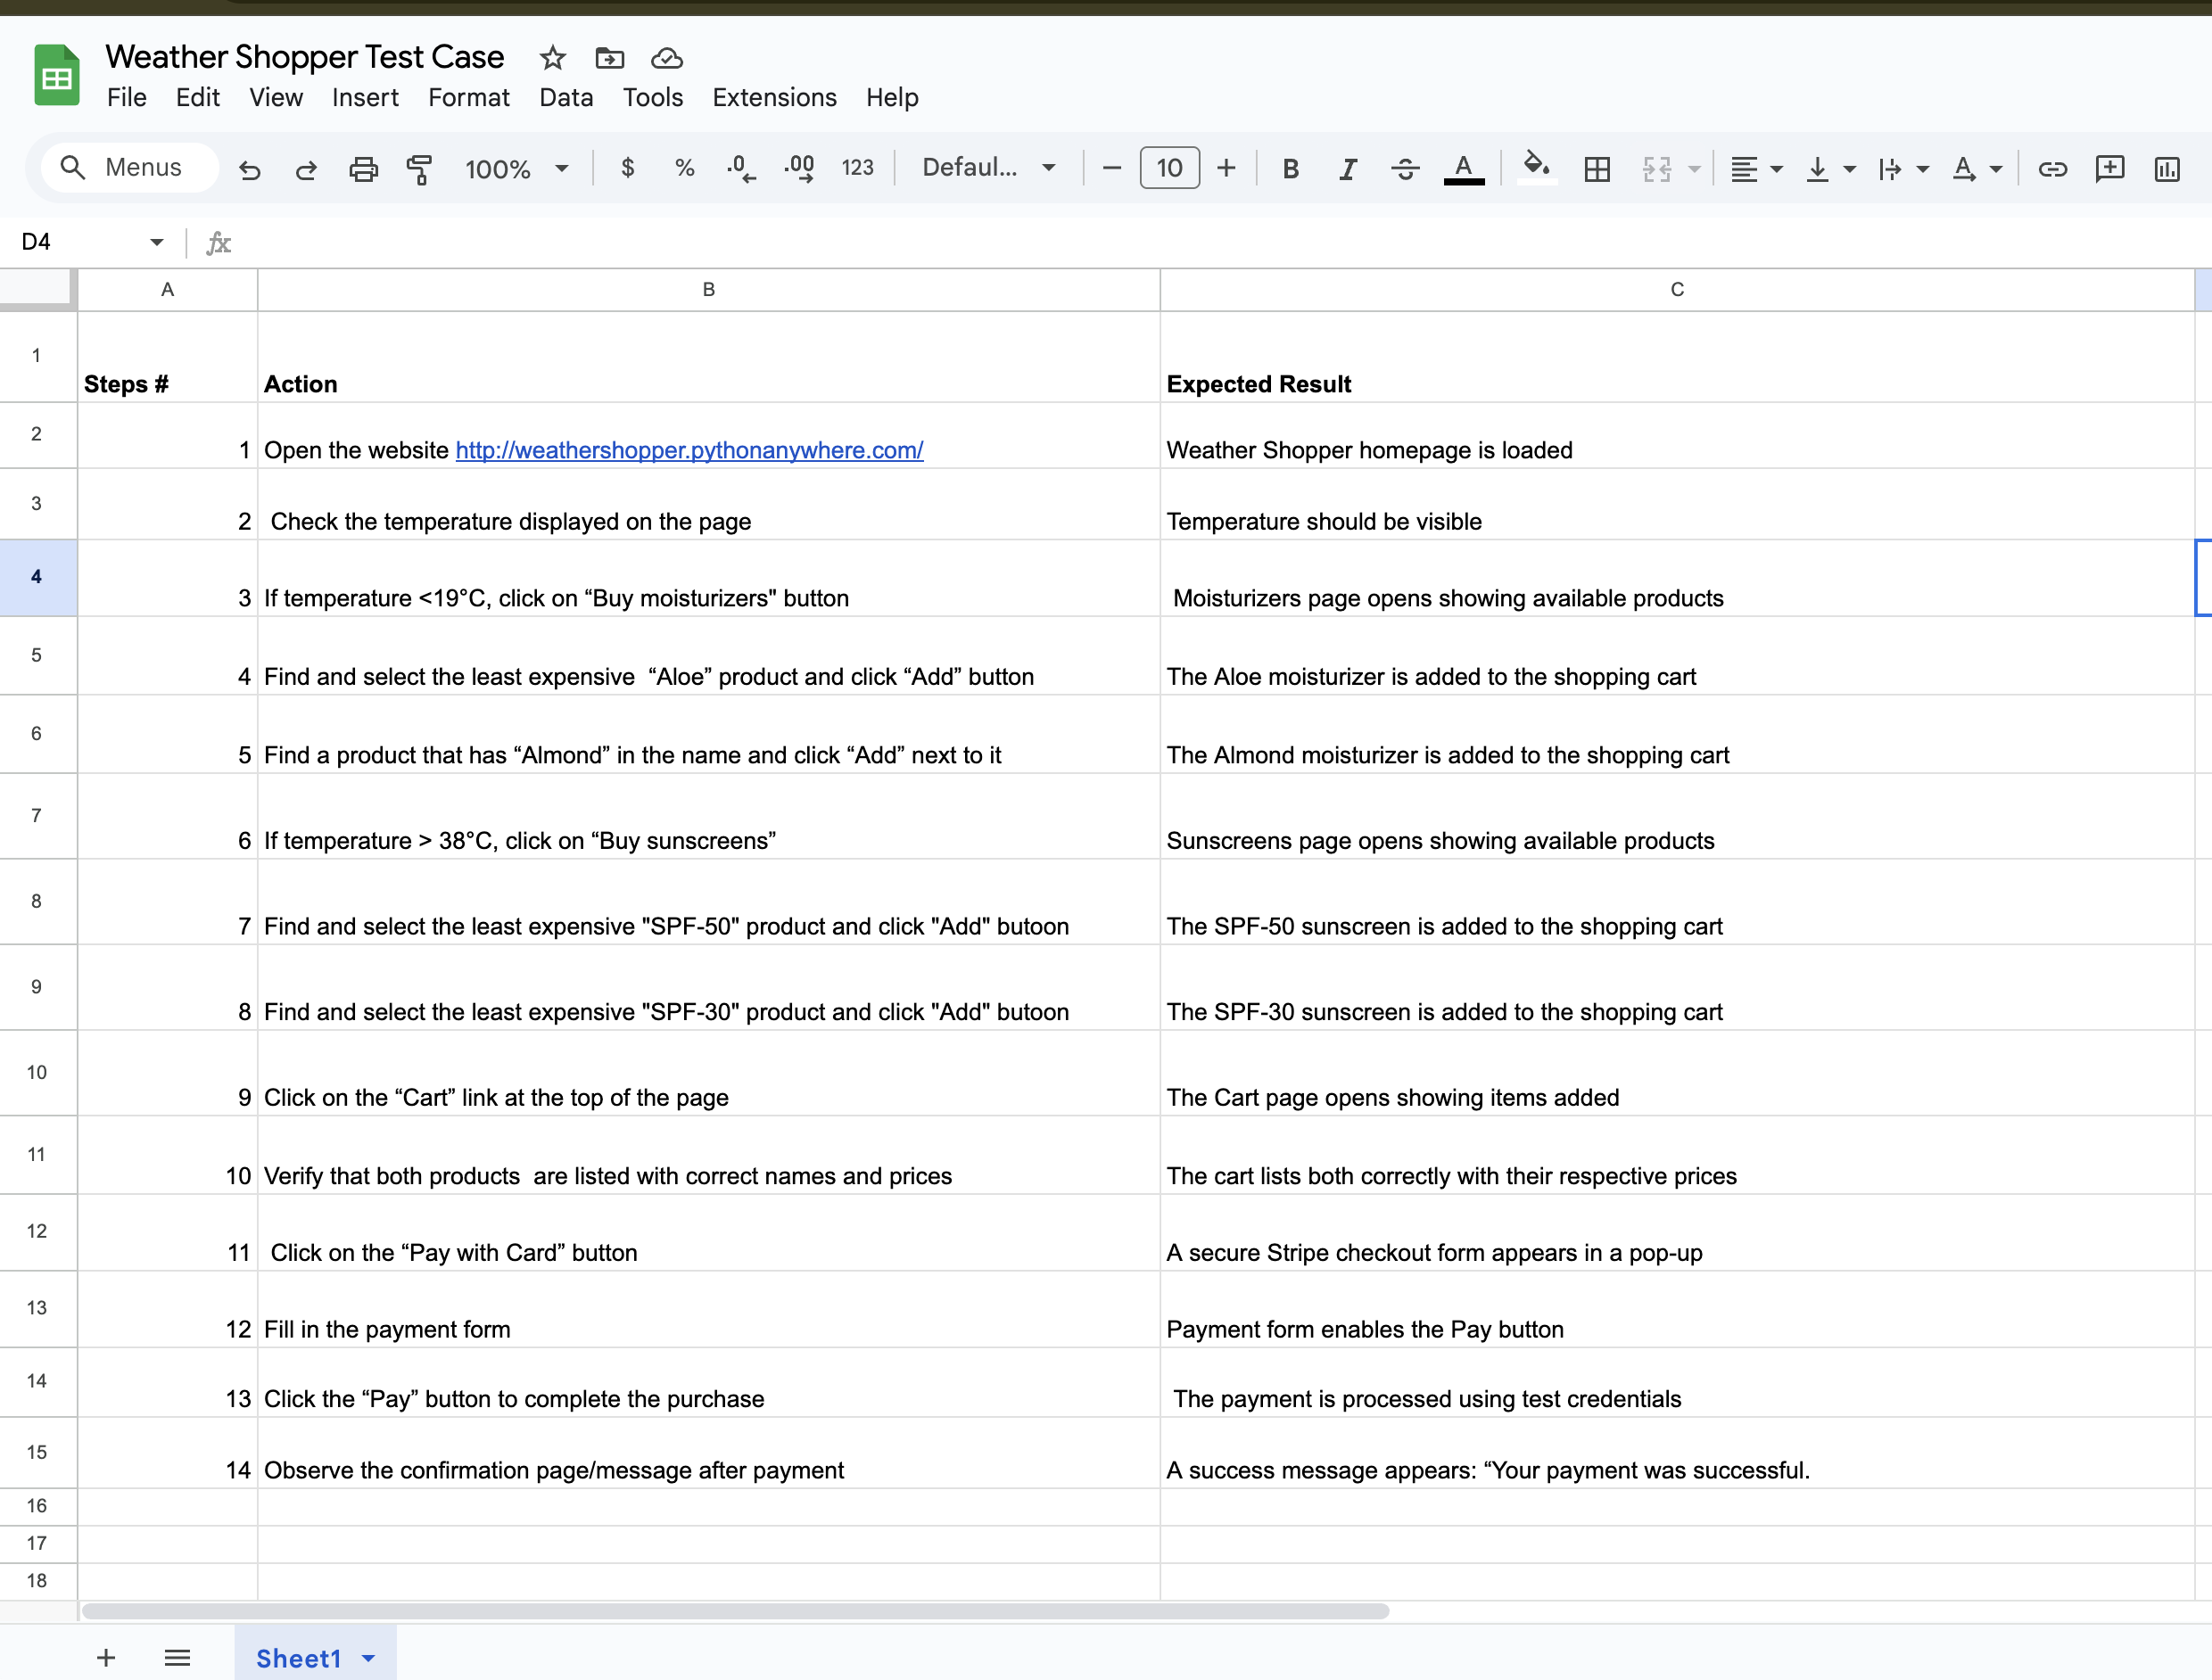 Weather Shopper Test Case
File Edit View Insert Format Data Tools Extensions Help
Menus 100% $ % .0 .00 123 Defaul... 10 B I S A A
D4 fx
A B C
1 Steps # Action Expected Result
2 1 Open the website http://weathershopper.pythonanywhere.com/ Weather Shopper homepage is loaded
3 2 Check the temperature displayed on the page Temperature should be visible
4 3 If temperature <19°C, click on “Buy moisturizers" button Moisturizers page opens showing available products
5 4 Find and select the least expensive  “Aloe” product and click “Add” button The Aloe moisturizer is added to the shopping cart
6 5 Find a product that has “Almond” in the name and click “Add” next to it The Almond moisturizer is added to the shopping cart
7 6 If temperature > 38°C, click on “Buy sunscreens” Sunscreens page opens showing available products
8 7 Find and select the least expensive "SPF-50" product and click "Add" butoon The SPF-50 sunscreen is added to the shopping cart
9 8 Find and select the least expensive "SPF-30" product and click "Add" butoon The SPF-30 sunscreen is added to the shopping cart
10 9 Click on the “Cart” link at the top of the page The Cart page opens showing items added
11 10 Verify that both products  are listed with correct names and prices The cart lists both correctly with their respective prices
12 11 Click on the “Pay with Card” button A secure Stripe checkout form appears in a pop-up
13 12 Fill in the payment form Payment form enables the Pay button
14 13 Click the “Pay” button to complete the purchase The payment is processed using test credentials
15 14 Observe the confirmation page/message after payment A success message appears: “Your payment was successful.
16
17
18
Sheet1